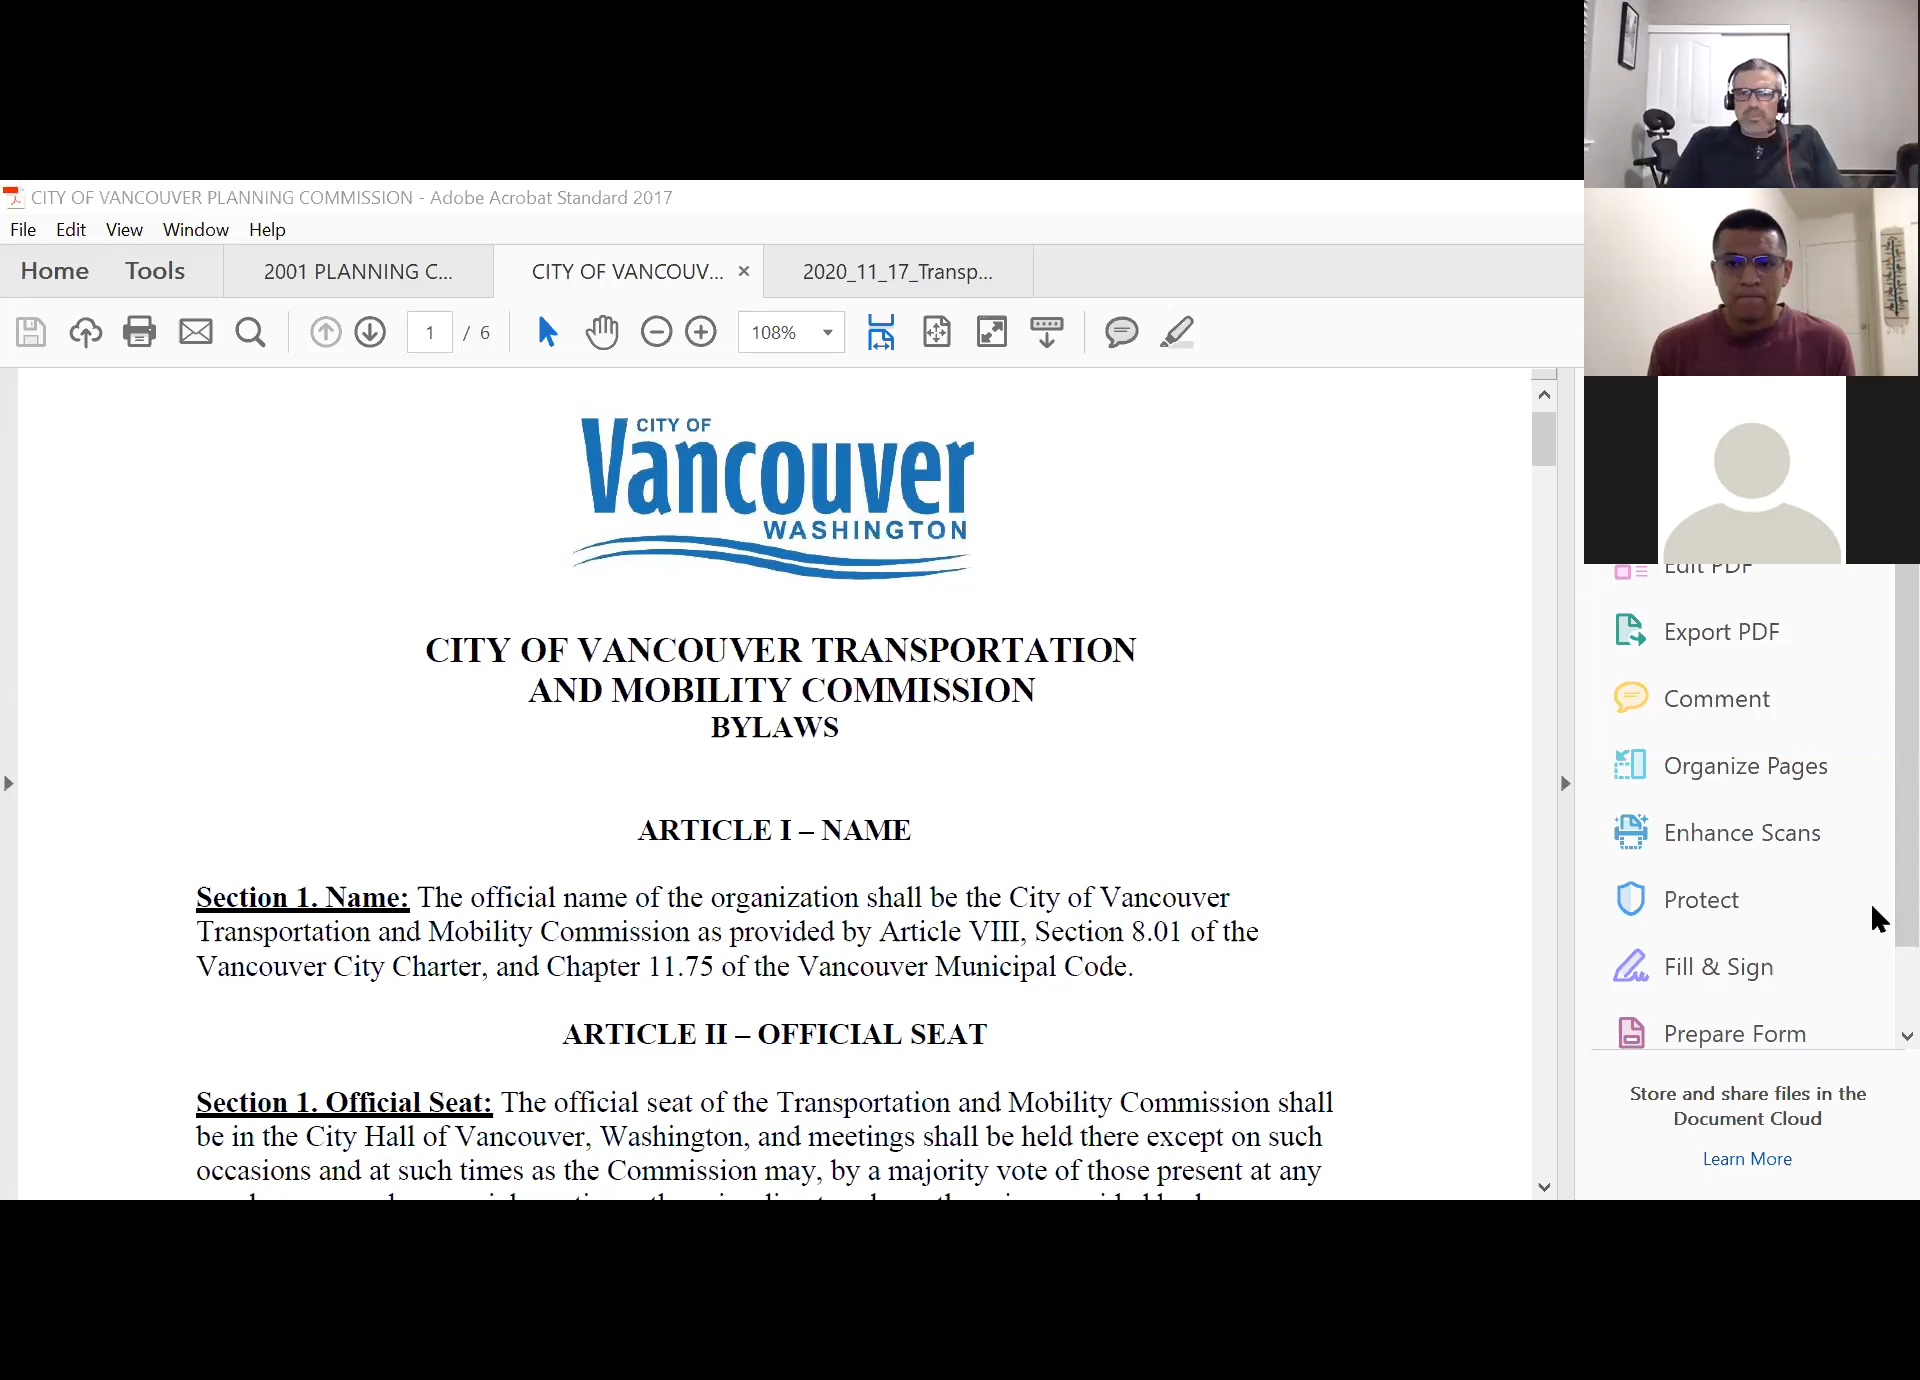 CITY OF VANCOUVER PLANNING COMMISSION - Adobe Acrobat Standard 2017
File Edit View Window Help
Home Tools 2001 PLANNING C... CITY OF VANCOUV... × 2020_11_17_Transp...
1 / 6 108%
CITY OF
Vancouver
WASHINGTON
CITY OF VANCOUVER TRANSPORTATION
AND MOBILITY COMMISSION
BYLAWS
ARTICLE I – NAME
Section 1. Name: The official name of the organization shall be the City of Vancouver
Transportation and Mobility Commission as provided by Article VIII, Section 8.01 of the
Vancouver City Charter, and Chapter 11.75 of the Vancouver Municipal Code.
ARTICLE II – OFFICIAL SEAT
Section 1. Official Seat: The official seat of the Transportation and Mobility Commission shall
be in the City Hall of Vancouver, Washington, and meetings shall be held there except on such
occasions and at such times as the Commission may, by a majority vote of those present at any
Edit PDF
Export PDF
Comment
Organize Pages
Enhance Scans
Protect
Fill & Sign
Prepare Form
Store and share files in the
Document Cloud
Learn More